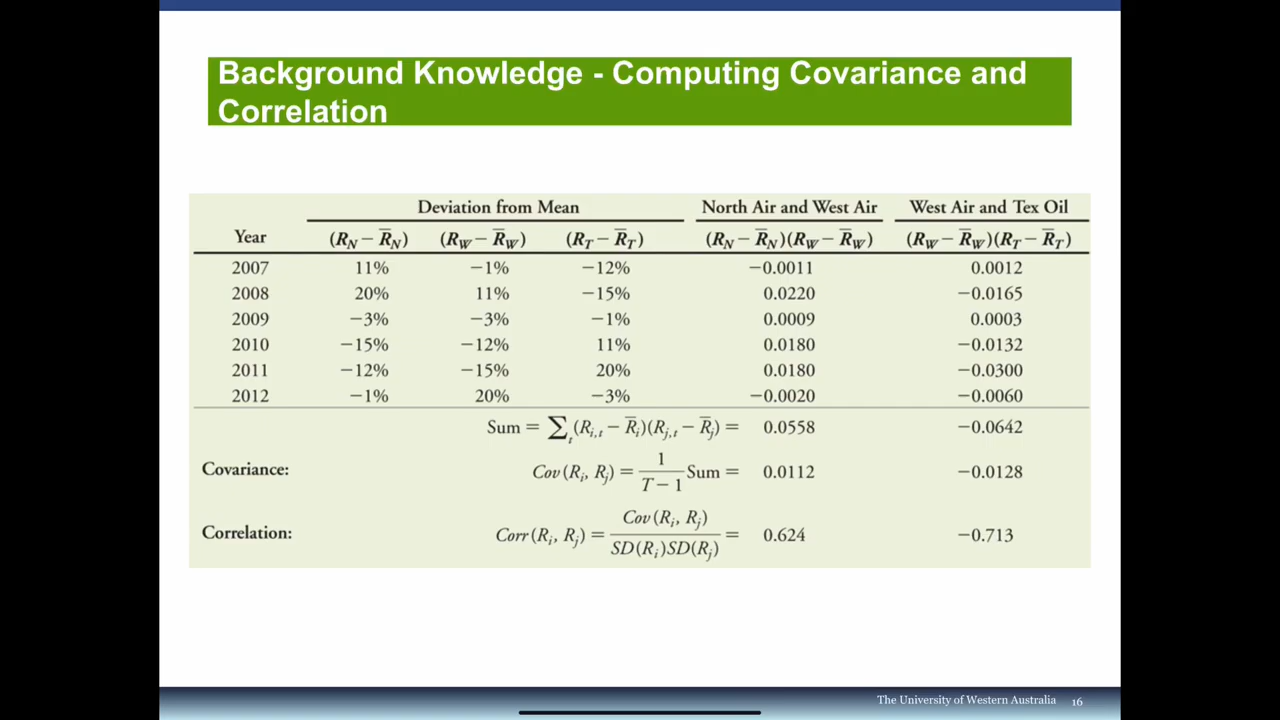 Background Knowledge - Computing Covariance and
Correlation
Deviation from Mean North Air and West Air West Air and Tex Oil
Year (R_N − R̄_N) (R_W − R̄_W) (R_T − R̄_T) (R_N − R̄_N)(R_W − R̄_W) (R_W − R̄_W)(R_T − R̄_T)
2007 11% −1% −12% −0.0011 0.0012
2008 20% 11% −15% 0.0220 −0.0165
2009 −3% −3% −1% 0.0009 0.0003
2010 −15% −12% 11% 0.0180 −0.0132
2011 −12% −15% 20% 0.0180 −0.0300
2012 −1% 20% −3% −0.0020 −0.0060
Sum = ∑_t (R_i,t − R̄_i)(R_j,t − R̄_j) = 0.0558 −0.0642
Covariance: Cov(R_i, R_j) = 1/(T − 1) Sum = 0.0112 −0.0128
Correlation: Corr(R_i, R_j) = Cov(R_i, R_j)/(SD(R_i)SD(R_j)) = 0.624 −0.713
The University of Western Australia 16